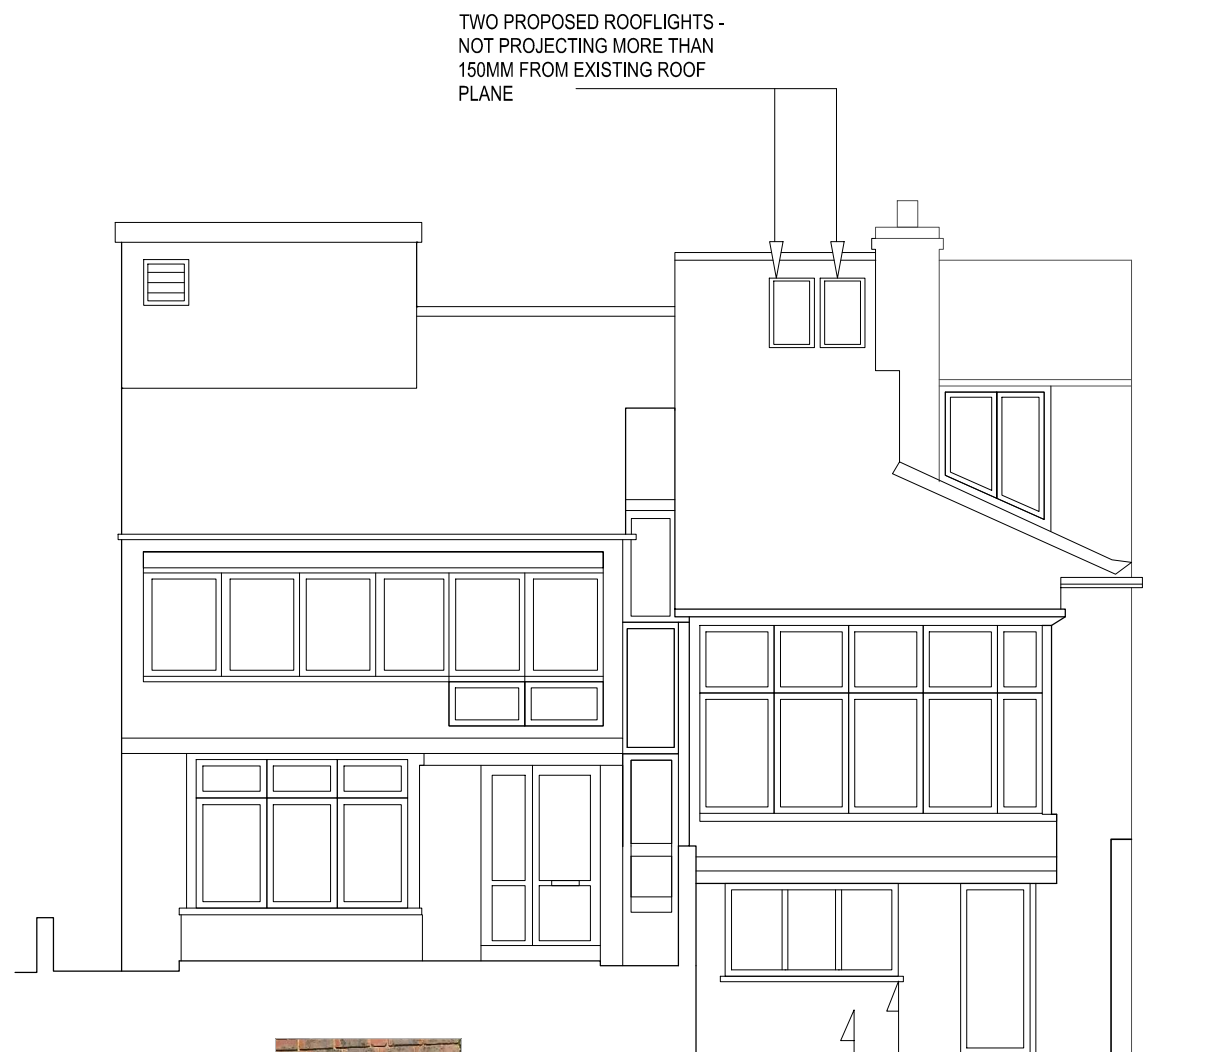 TWO PROPOSED ROOFLIGHTS -
NOT PROJECTING MORE THAN
150MM FROM EXISTING ROOF
PLANE